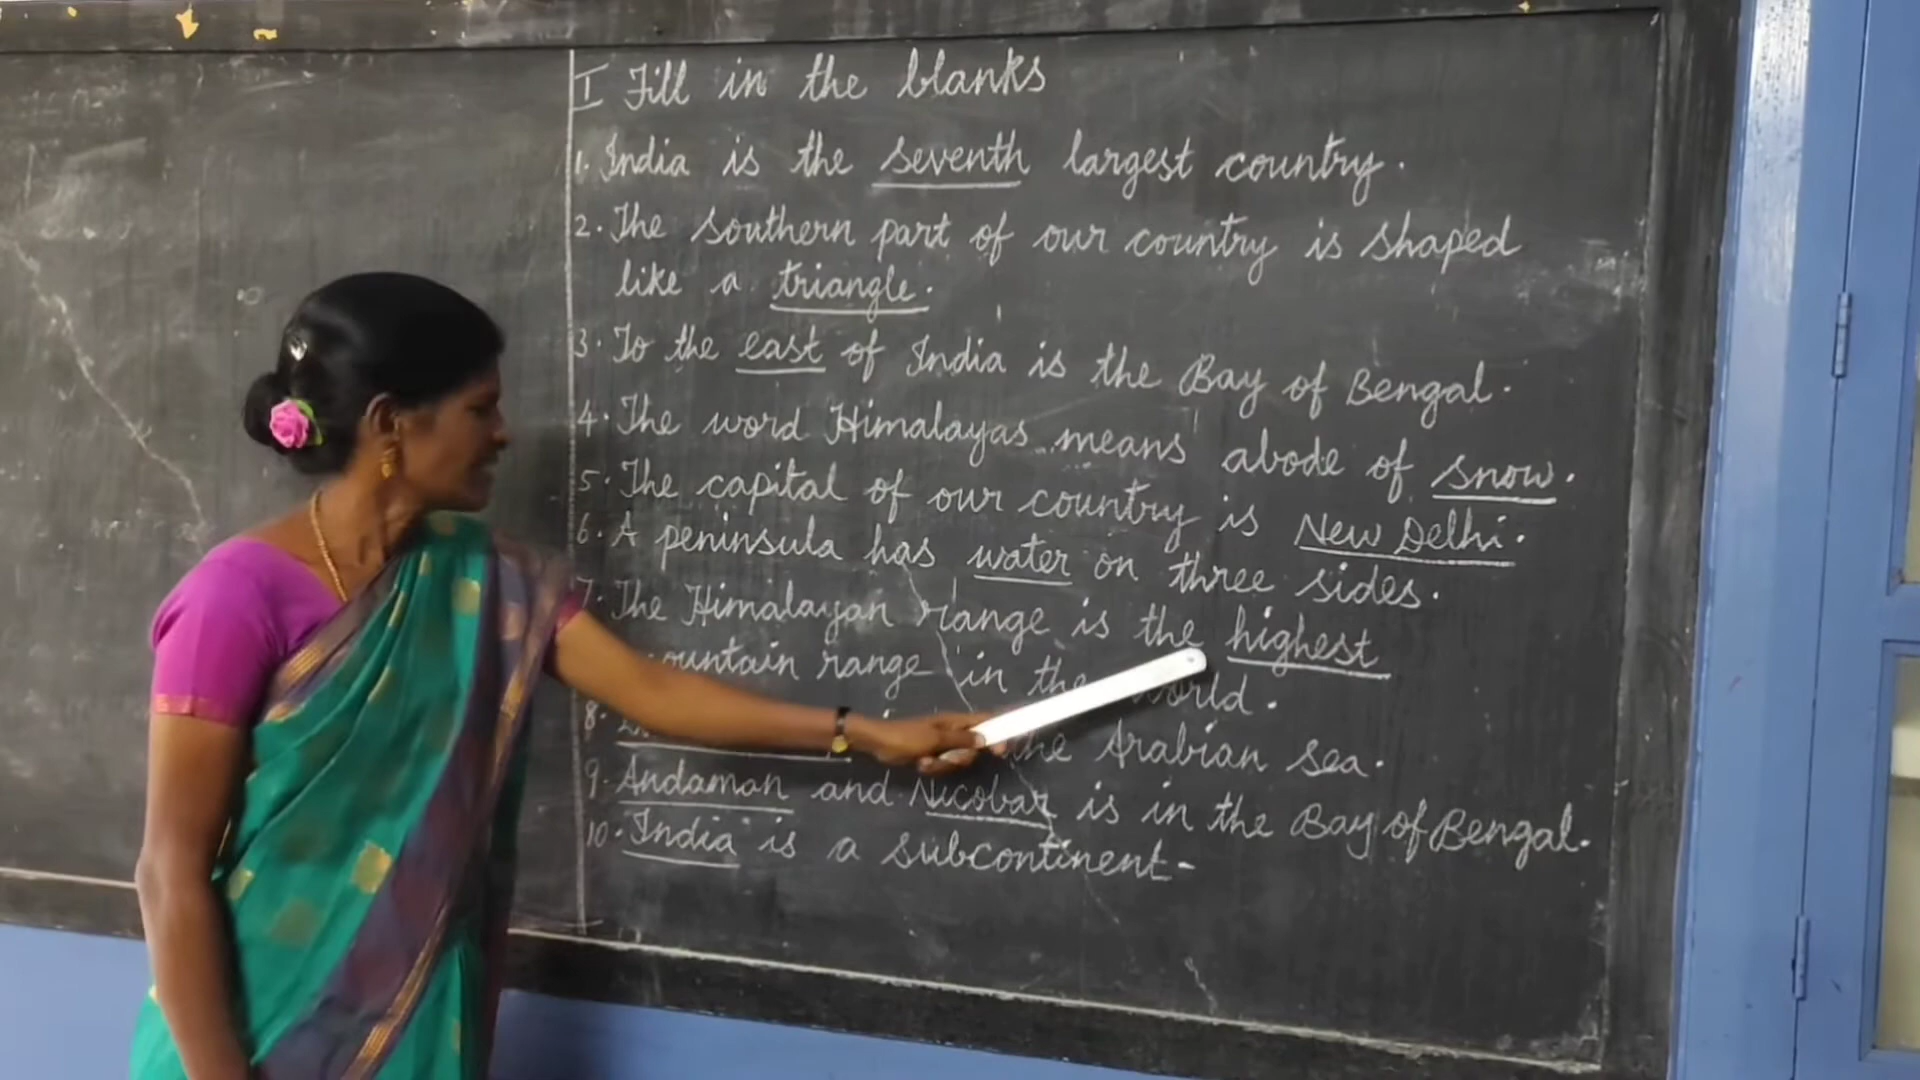 I Fill in the blanks
1. India is the seventh largest country.
2. The southern part of our country is shaped
like a triangle.
3. To the east of India is the Bay of Bengal.
4. The word Himalayas means abode of snow.
5. The capital of our country is New Delhi.
6. A peninsula has water on three sides.
7. The Himalayan range is the highest
range in the world.
8. the Arabian sea.
9. Andaman and Nicobar is in the Bay of Bengal.
10. India is a subcontinent-